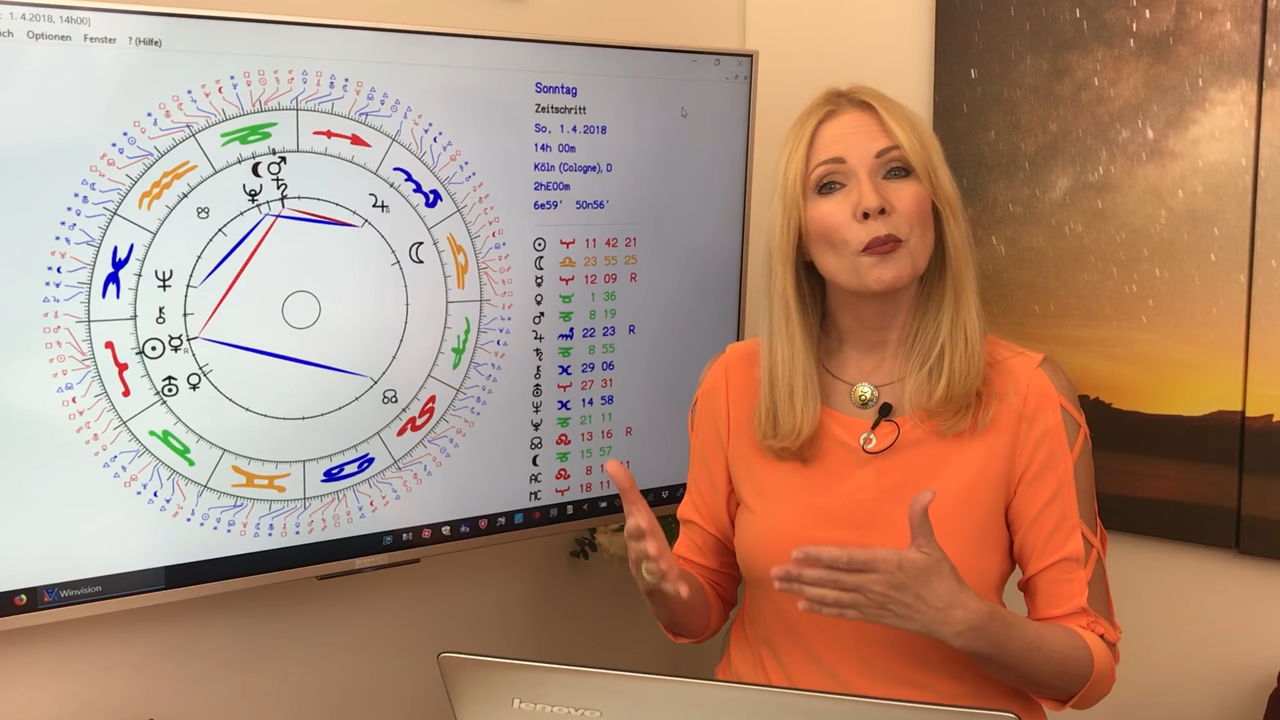 : 1.4.2018, 14h00]
ich Optionen Fenster ? (Hilfe)
Sonntag
Zeitschritt
So, 1.4.2018
14h 00m
Köln (Cologne), D
2hE00m
6e59' 50n56'
11 42 21
23 55 25
12 09 R
1 36
8 19
22 23 R
8 55
29 06
27 31
14 58
21 11
13 16 R
15 57
AC 8
MC 18 11
Winvision
lenovo